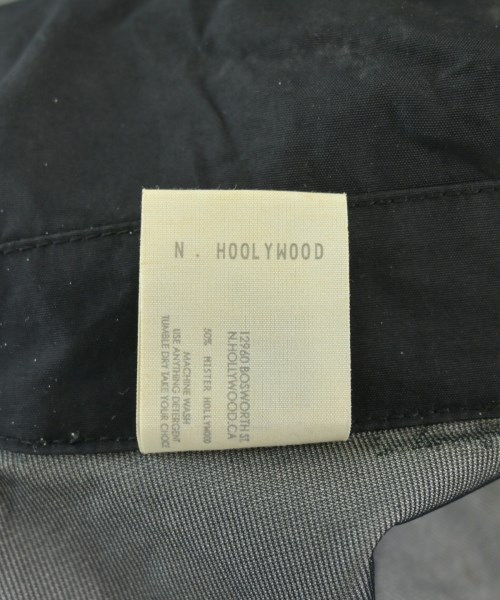 N. HOOLYWOOD
12960 BOSWORTH ST.
N.HOLLYWOOD.CA
50% MISTER HOLLYWOOD
MACHINE WASH
USE ANYTHING DETERGENT
TUMBLE DRY TAKE YOUR CHOICE